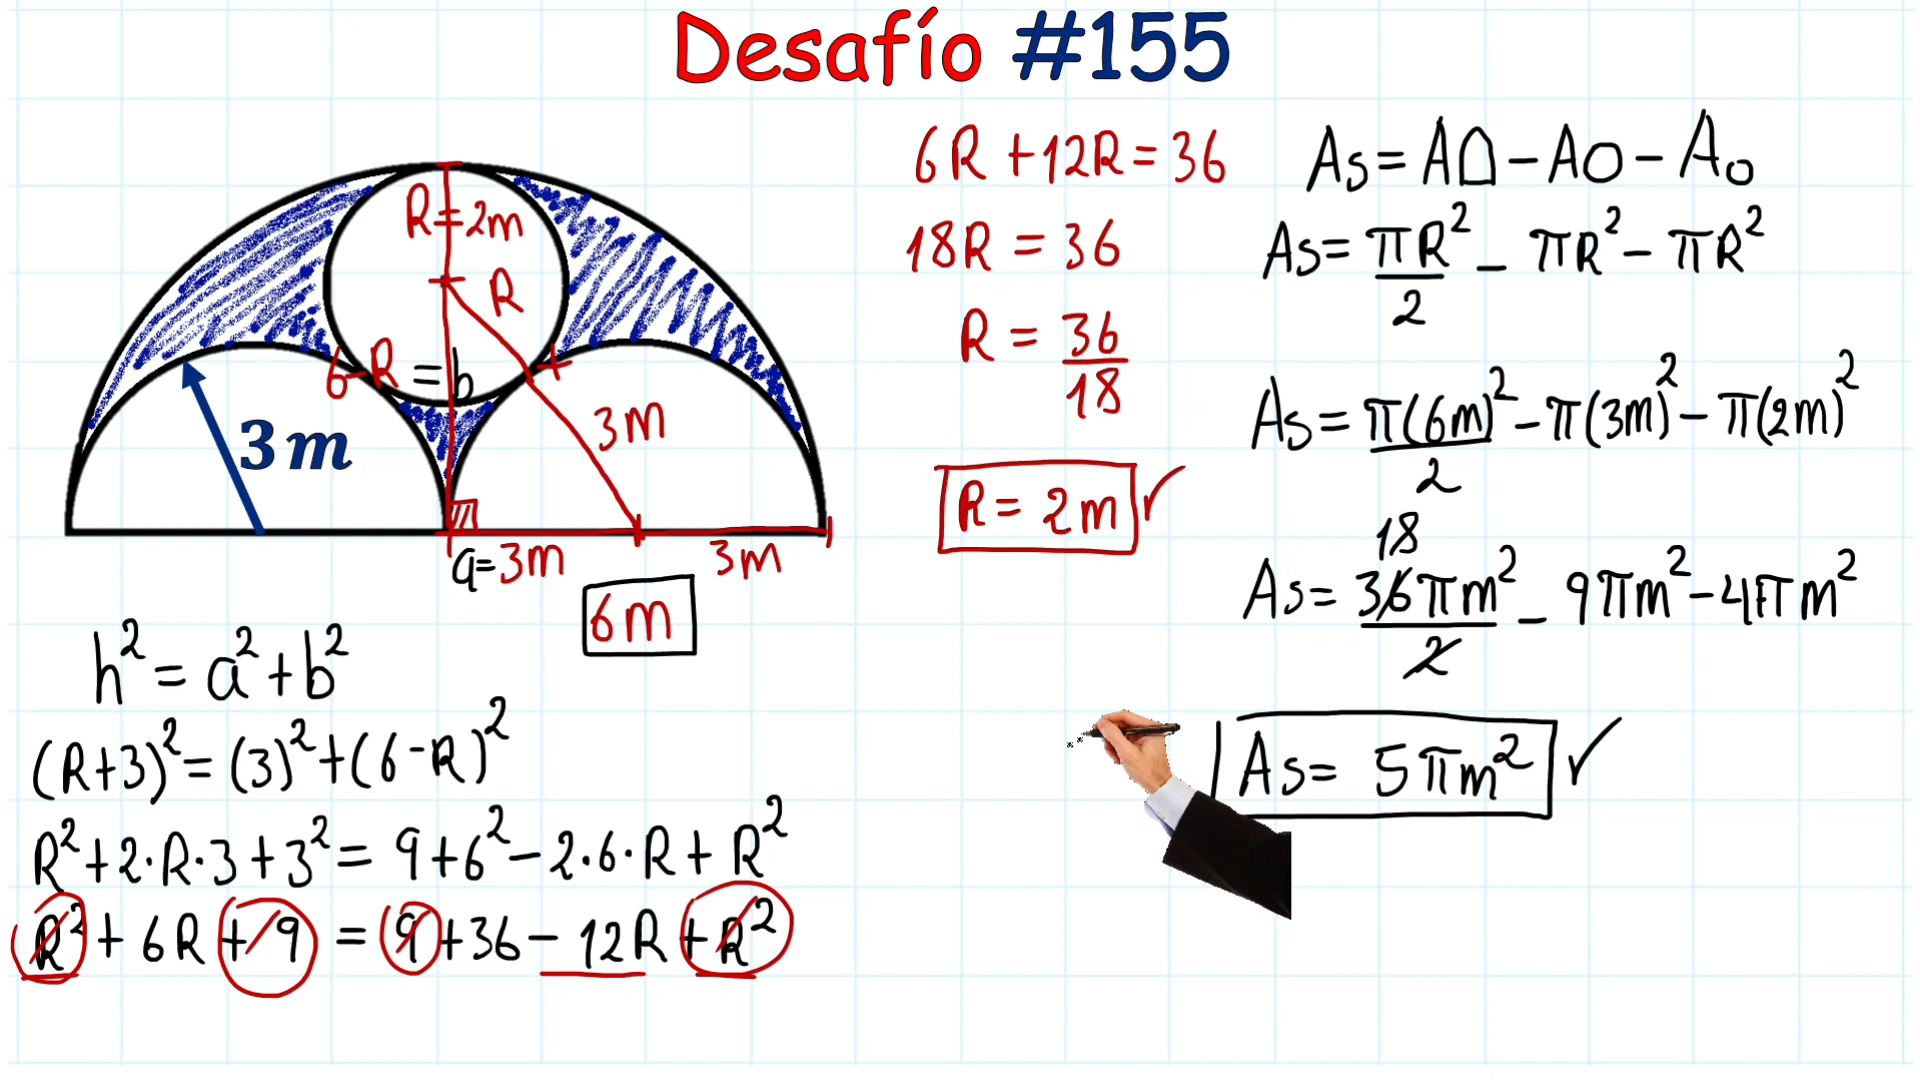 Desafío #155
R=2m
R
6-R = b
3m
3m
a=3m
3m
6m
h² = a²+b²
(R+3)²= (3)²+(6-R)²
R²+2·R·3+3²= 9+6²-2·6·R+R²
R²+6R+9 = 9+36-12R+R²
6R+12R=36
18R = 36
R = 36/18
R= 2m ✓
As= A⌂-A○-A○
As= πR²/2 - πR²- πR²
As= π(6m)²/2 -π(3m)²-π(2m)²
18
As= 36πm²/2 - 9πm²-4πm²
As= 5πm² ✓